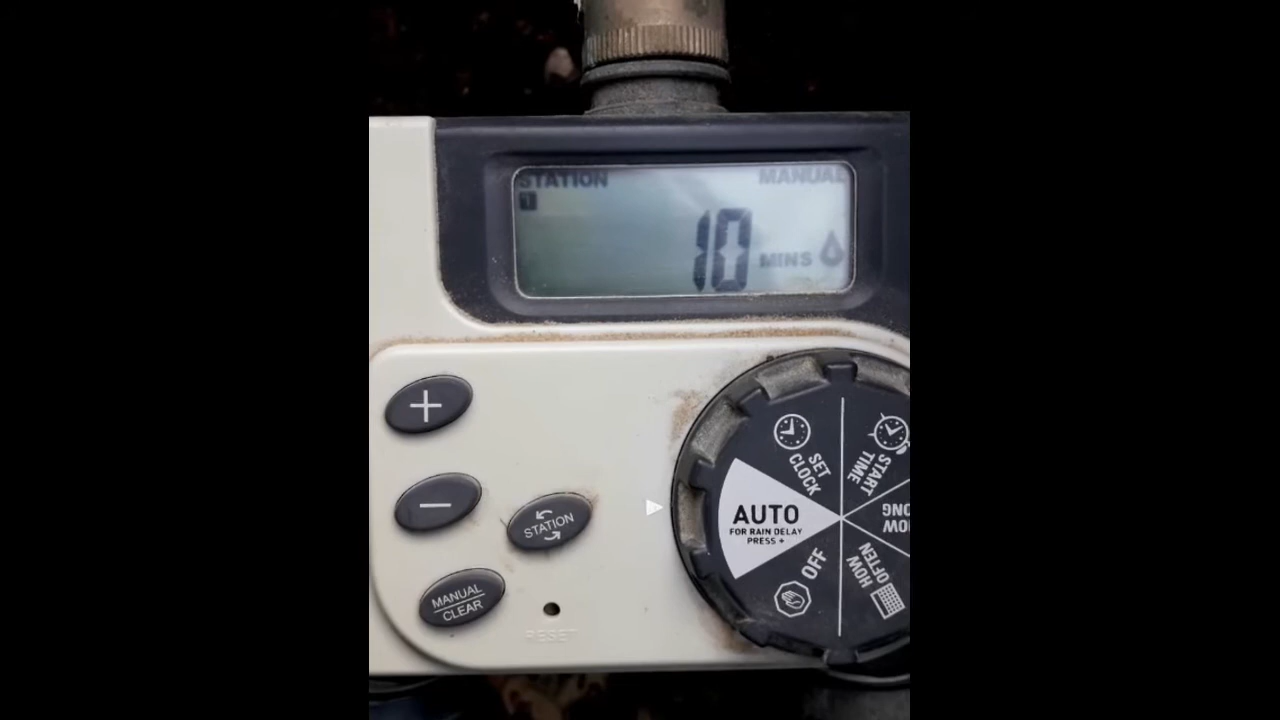 STATION MANUAL
1
10 MINS
SET
CLOCK
START
TIME
AUTO
FOR RAIN DELAY
PRESS +
HOW
OFF
HOW
OFTEN
+
−
STATION
MANUAL
CLEAR
RESET